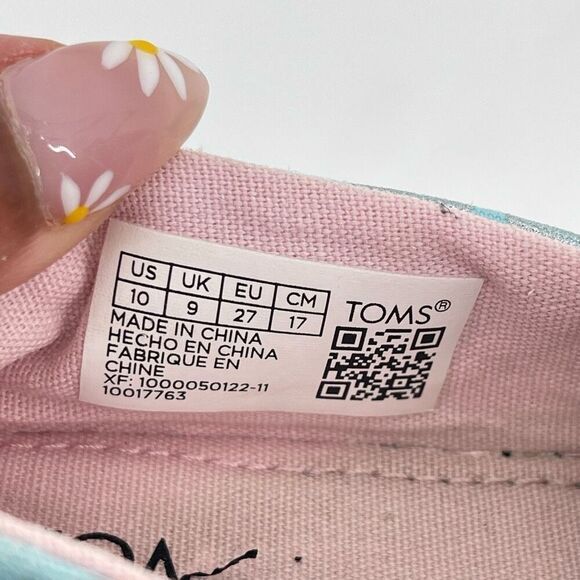 US UK EU CM
10 9 27 17
TOMS®
MADE IN CHINA
HECHO EN CHINA
FABRIQUE EN
CHINE
XF: 1000050122-11
10017763